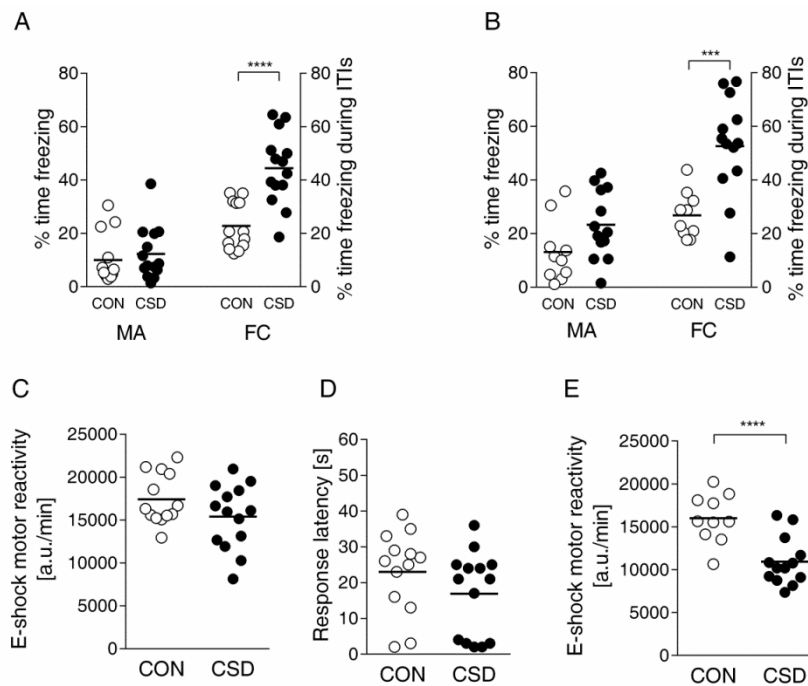 A
% time freezing
80
60
40
20
0
****
80
60
40
20
0
% time freezing during ITIs
CON CSD CON CSD
MA FC
B
% time freezing
80
60
40
20
0
***
80
60
40
20
0
% time freezing during ITIs
CON CSD CON CSD
MA FC
C
E-shock motor reactivity
[a.u./min]
25000
20000
15000
10000
5000
0
CON CSD
D
Response latency [s]
60
50
40
30
20
10
0
CON CSD
E
E-shock motor reactivity
[a.u./min]
****
25000
20000
15000
10000
5000
0
CON CSD